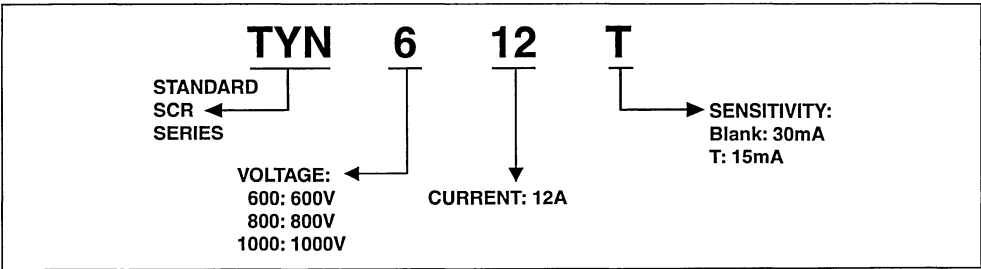 TYN 6 12 T
STANDARD
SCR
SERIES
SENSITIVITY:
Blank: 30mA
T: 15mA
VOLTAGE:
600: 600V
800: 800V
1000: 1000V
CURRENT: 12A